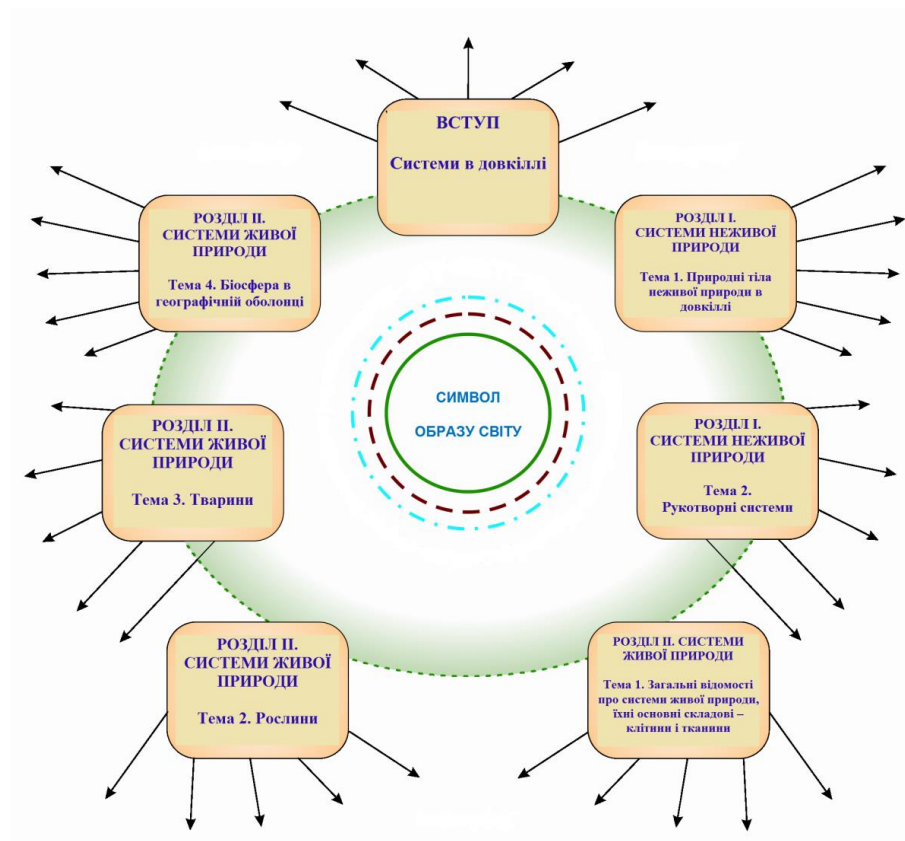 ВСТУП
Системи в довкіллі
РОЗДІЛ І.
СИСТЕМИ НЕЖИВОЇ
ПРИРОДИ
Тема 1. Природні тіла
неживої природи в
довкіллі
РОЗДІЛ І.
СИСТЕМИ НЕЖИВОЇ
ПРИРОДИ
Тема 2.
Рукотворні системи
РОЗДІЛ ІІ. СИСТЕМИ
ЖИВОЇ ПРИРОДИ
Тема 1. Загальні відомості
про системи живої природи,
їхні основні складові –
клітини і тканини
РОЗДІЛ ІІ.
СИСТЕМИ ЖИВОЇ
ПРИРОДИ
Тема 2. Рослини
РОЗДІЛ ІІ.
СИСТЕМИ ЖИВОЇ
ПРИРОДИ
Тема 3. Тварини
РОЗДІЛ ІІ.
СИСТЕМИ ЖИВОЇ
ПРИРОДИ
Тема 4. Біосфера в
географічній оболонці
СИМВОЛ
ОБРАЗУ СВІТУ